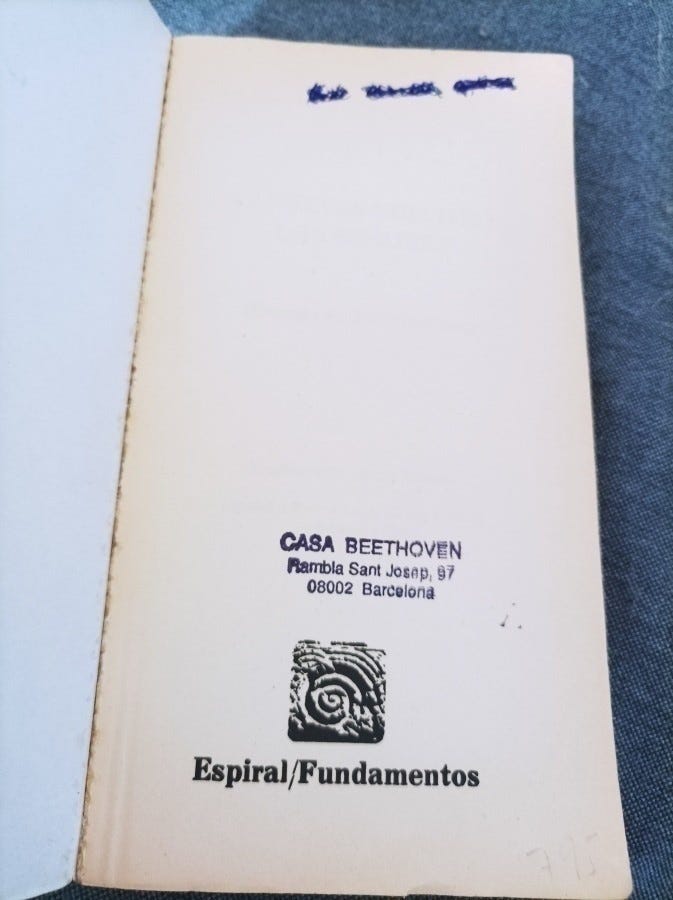 CASA BEETHOVEN
Rambla Sant Josep, 97
08002 Barcelona
Espiral/Fundamentos